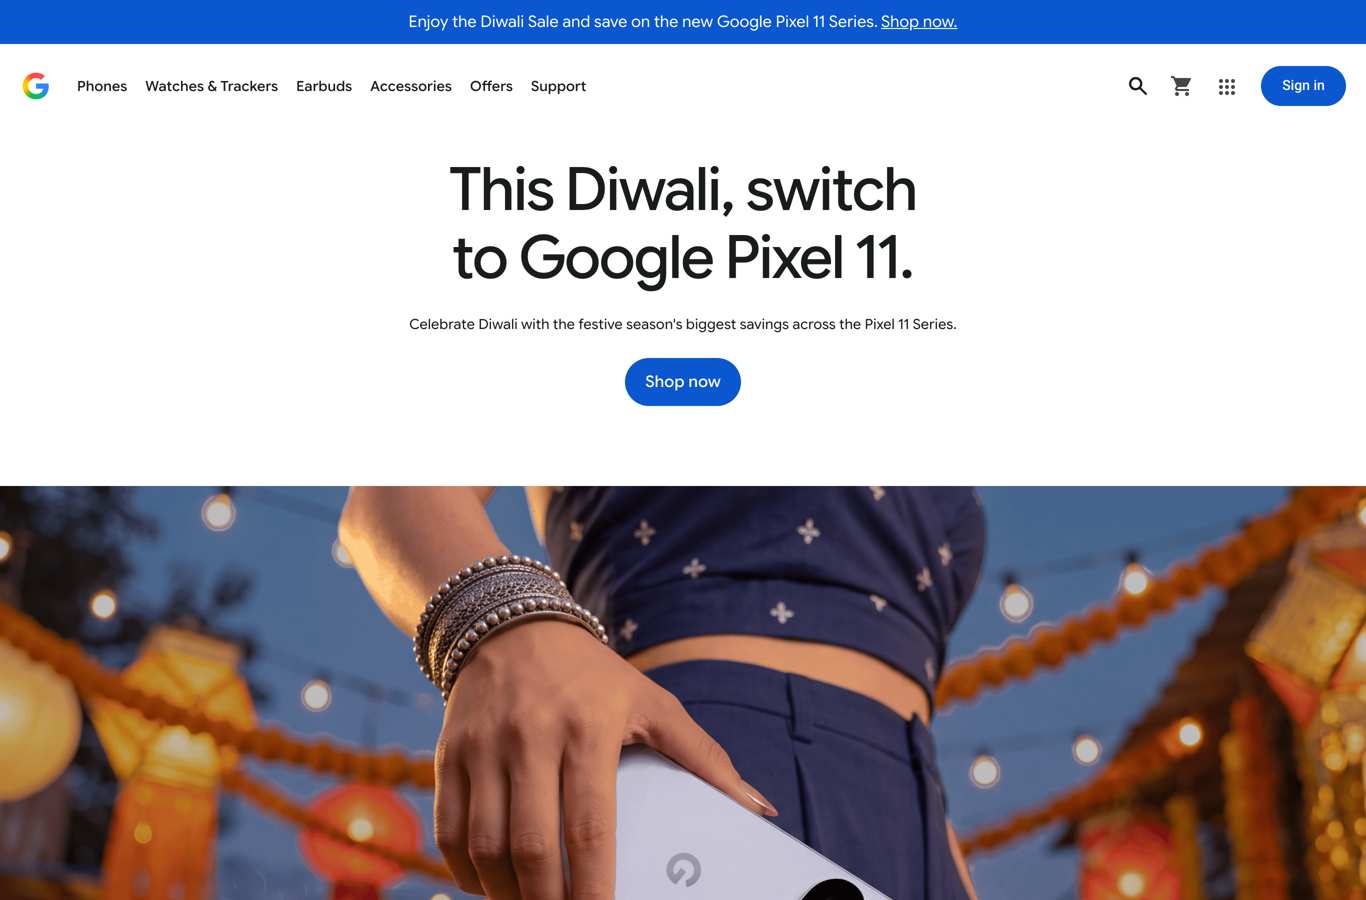 Enjoy the Diwali Sale and save on the new Google Pixel 11 Series. Shop now.
Phones Watches & Trackers Earbuds Accessories Offers Support Sign in
This Diwali, switch
to Google Pixel 11.
Celebrate Diwali with the festive season's biggest savings across the Pixel 11 Series.
Shop now